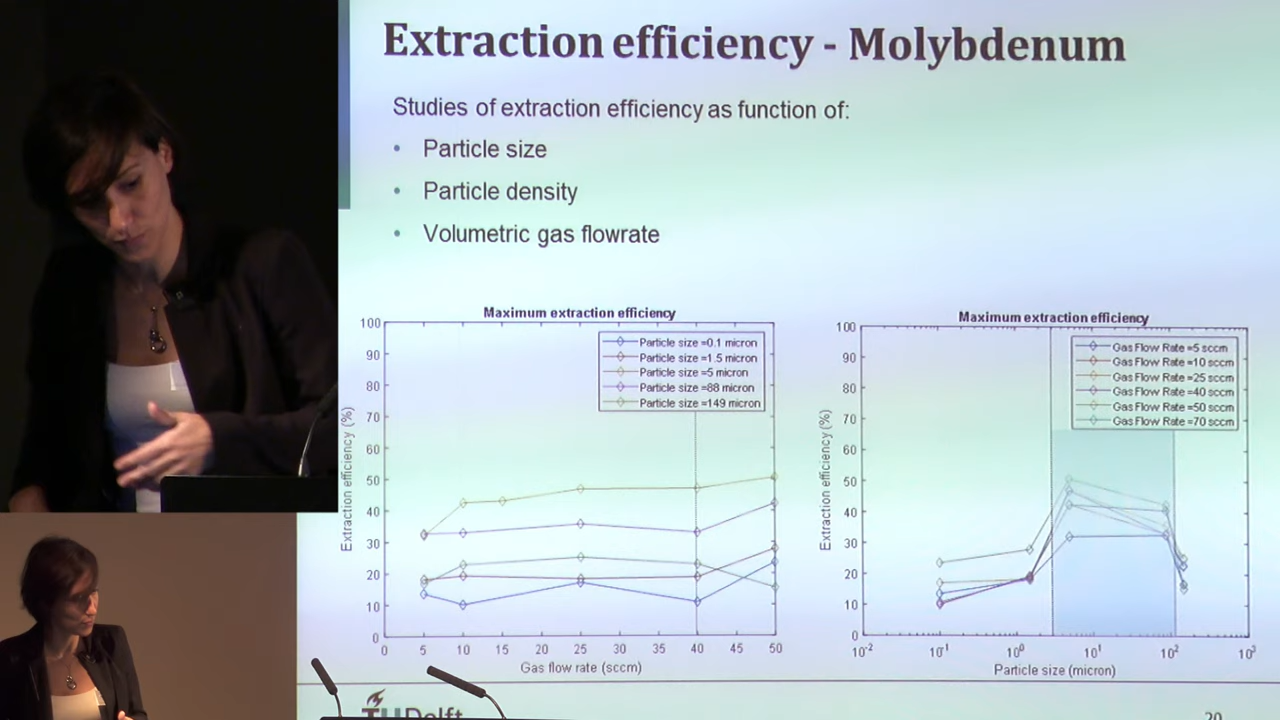 Extraction efficiency - Molybdenum
Studies of extraction efficiency as function of:
• Particle size
• Particle density
• Volumetric gas flowrate
Maximum extraction efficiency
Extraction efficiency (%)
100
90
80
70
60
50
40
30
20
10
0
Particle size =0.1 micron
Particle size =1.5 micron
Particle size =5 micron
Particle size =88 micron
Particle size =149 micron
0 5 10 15 20 25 30 35 40 45 50
Gas flow rate (sccm)
Maximum extraction efficiency
Extraction efficiency (%)
100
90
80
70
60
50
40
30
20
10
0
Gas Flow Rate =5 sccm
Gas Flow Rate =10 sccm
Gas Flow Rate =25 sccm
Gas Flow Rate =40 sccm
Gas Flow Rate =50 sccm
Gas Flow Rate =70 sccm
10-2 10-1 100 101 102 103
Particle size (micron)
TUDelft
20